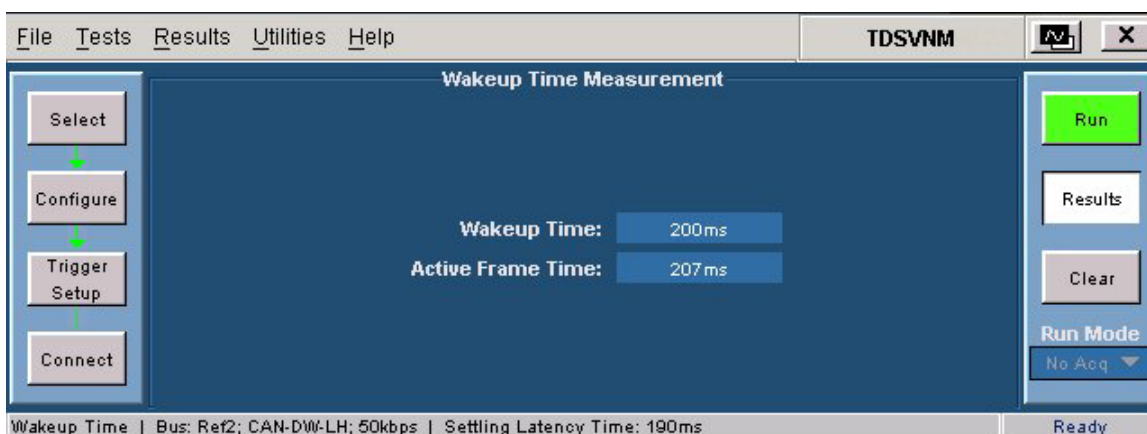 File Tests Results Utilities Help TDSVNM X
Wakeup Time Measurement
Select
Configure
Trigger
Setup
Connect
Wakeup Time: 200ms
Active Frame Time: 207ms
Run
Results
Clear
Run Mode
No Acq
Wakeup Time | Bus: Ref2; CAN-DW-LH; 50kbps | Settling Latency Time: 190ms Ready